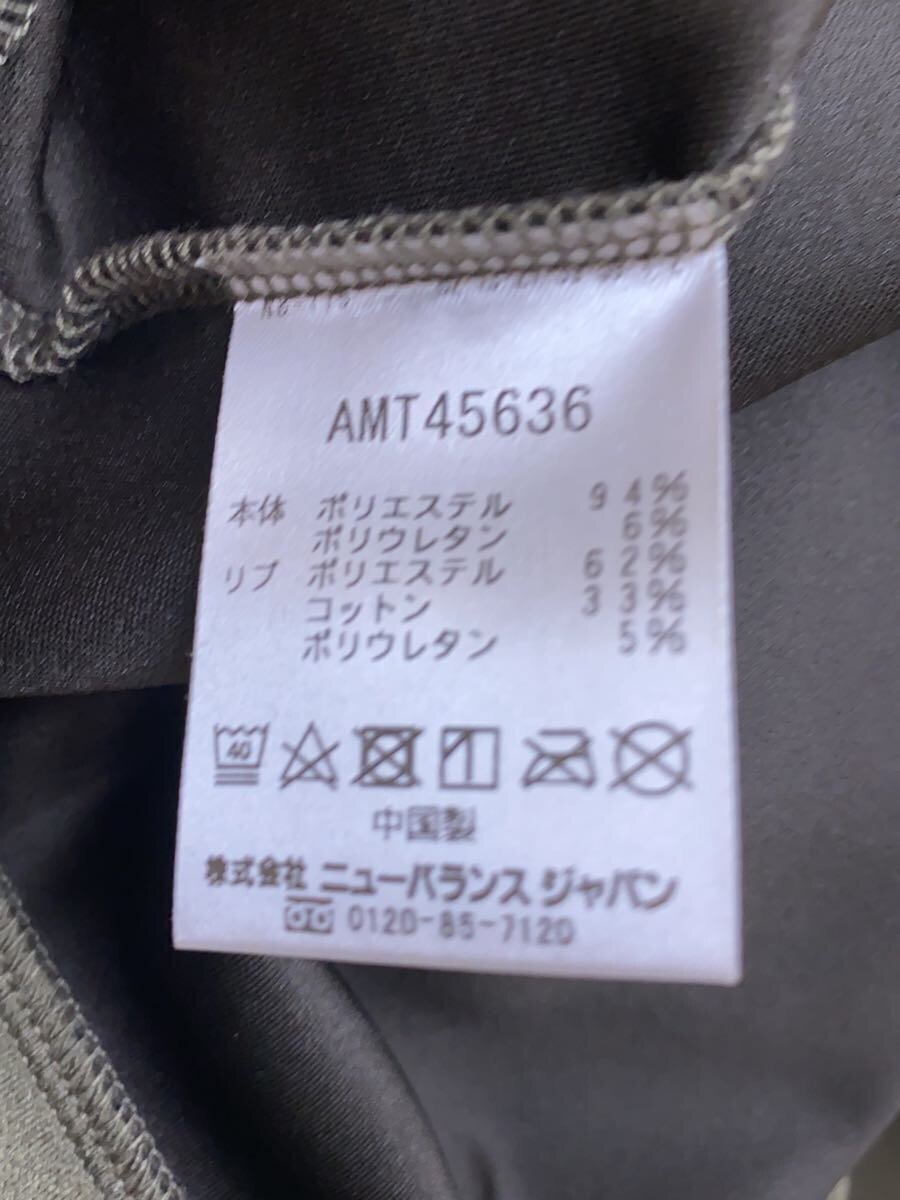 AMT45636
本体 ポリエステル 94%
ポリウレタン 6%
リブ ポリエステル 62%
コットン 33%
ポリウレタン 5%
40
中国製
株式会社 ニューバランス ジャパン
0120-85-7120